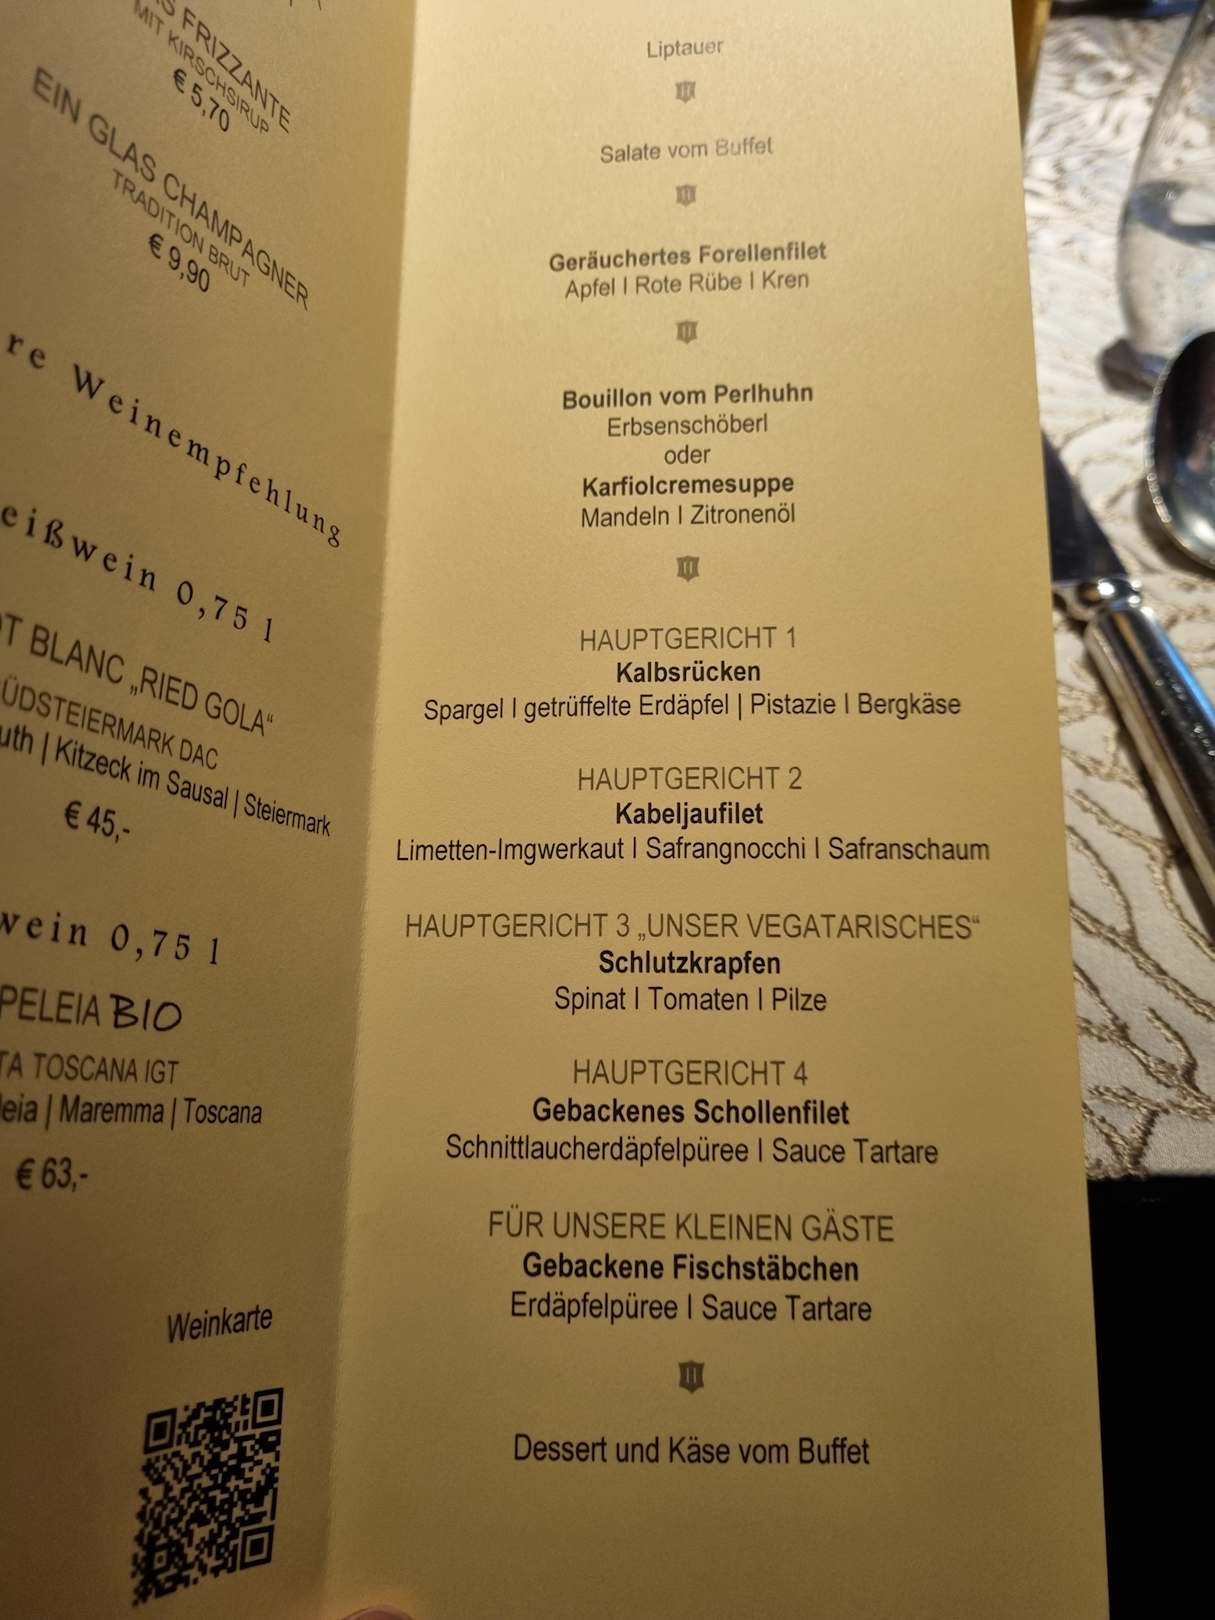 FRIZZANTE
MIT KIRSCHSIRUP
€ 5,70
EIN GLAS CHAMPAGNER
TRADITION BRUT
€ 9,90
re Weinempfehlung
eißwein 0,75 l
OT BLANC „RIED GOLA“
ÜDSTEIERMARK DAC
uth | Kitzeck im Sausal | Steiermark
€ 45,-
wein 0,75 l
PELEIA BIO
TA TOSCANA IGT
leia | Maremma | Toscana
€ 63,-
Weinkarte
Liptauer
Salate vom Buffet
Geräuchertes Forellenfilet
Apfel I Rote Rübe I Kren
Bouillon vom Perlhuhn
Erbsenschöberl
oder
Karfiolcremesuppe
Mandeln I Zitronenöl
HAUPTGERICHT 1
Kalbsrücken
Spargel I getrüffelte Erdäpfel | Pistazie I Bergkäse
HAUPTGERICHT 2
Kabeljaufilet
Limetten-Imgwerkaut I Safrangnocchi I Safranschaum
HAUPTGERICHT 3 „UNSER VEGATARISCHES“
Schlutzkrapfen
Spinat I Tomaten I Pilze
HAUPTGERICHT 4
Gebackenes Schollenfilet
Schnittlaucherdäpfelpüree I Sauce Tartare
FÜR UNSERE KLEINEN GÄSTE
Gebackene Fischstäbchen
Erdäpfelpüree I Sauce Tartare
Dessert und Käse vom Buffet